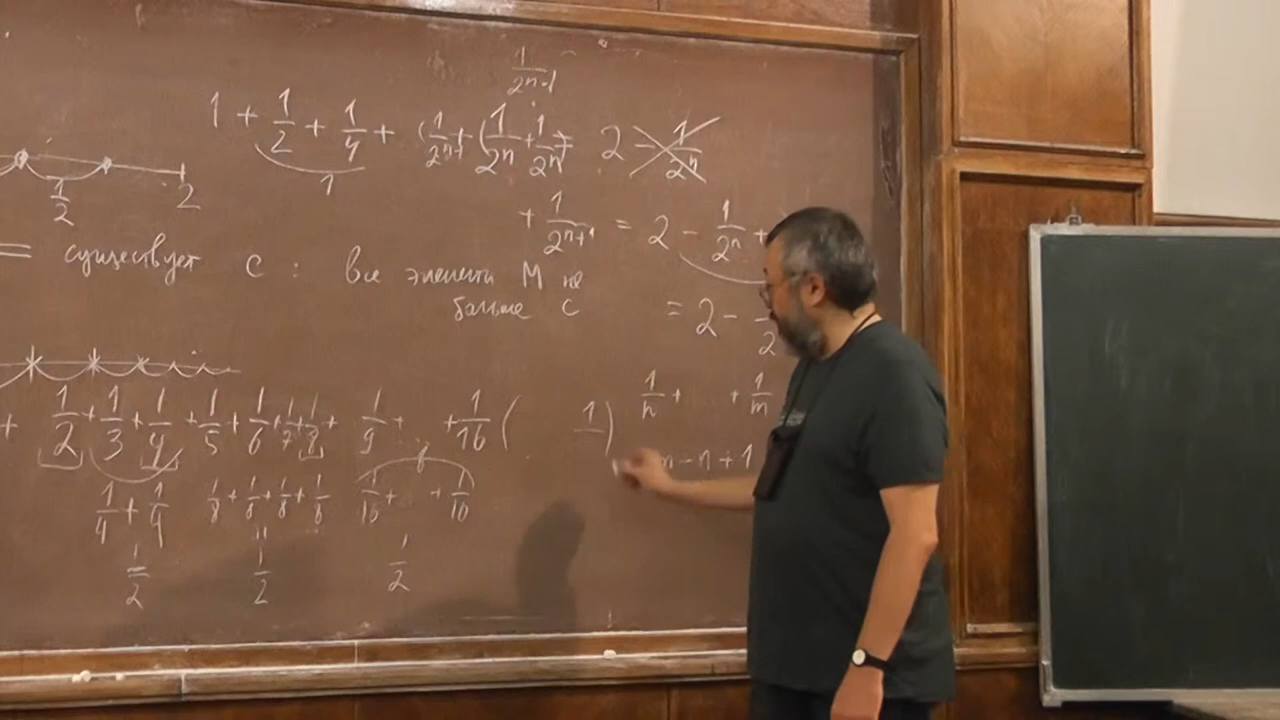 1/2ⁿ⁻¹
1 + 1/2 + 1/4 + (1/2ⁿ⁻¹ + (1/2ⁿ + 1/2ⁿ = 2 - 1/2ⁿ
1
1/2 2
+ 1/2ⁿ⁺¹ = 2 - 1/2ⁿ +
= существует C : все элементы M не
больше C
= 2 - 2
+ 1/2 + 1/3 + 1/4 + 1/5 + 1/6 + 1/7 + 1/8 + 1/9 + + 1/16 ( 1 )
1/n + + 1/m
m - n + 1
8
1/4 + 1/4 1/8 + 1/8 + 1/8 + 1/8 1/16 + + 1/16
= 1/2 " 1/2 1/2